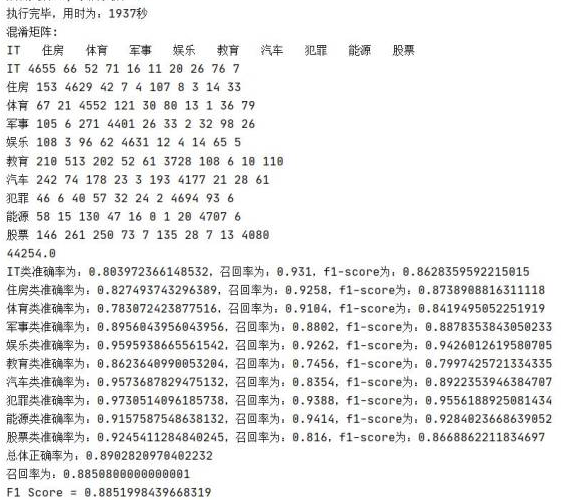 执行完毕，用时为：1937秒
混淆矩阵：
IT 住房 体育 军事 娱乐 教育 汽车 犯罪 能源 股票
IT 4655 66 52 71 16 11 20 26 76 7
住房 153 4629 42 7 4 107 8 3 14 33
体育 67 21 4552 121 30 80 13 1 36 79
军事 105 6 271 4401 26 33 2 32 98 26
娱乐 108 3 96 62 4631 12 4 14 65 5
教育 210 513 202 52 61 3728 108 6 10 110
汽车 242 74 178 23 3 193 4177 21 28 61
犯罪 46 6 40 57 32 24 2 4694 93 6
能源 58 15 130 47 16 0 1 20 4707 6
股票 146 261 250 73 7 135 28 7 13 4080
44254.0
IT类准确率为：0.803972366148532，召回率为：0.931，f1-score为：0.8628359592215015
住房类准确率为：0.827493743296389，召回率为：0.9258，f1-score为：0.8738908816311118
体育类准确率为：0.783072423877516，召回率为：0.9104，f1-score为：0.8419495052251919
军事类准确率为：0.8956043956043956，召回率为：0.8802，f1-score为：0.8878353843050233
娱乐类准确率为：0.9595938665561542，召回率为：0.9262，f1-score为：0.9426012619580705
教育类准确率为：0.8623640990053204，召回率为：0.7456，f1-score为：0.7997425721334335
汽车类准确率为：0.9573687829475132，召回率为：0.8354，f1-score为：0.8922353946384707
犯罪类准确率为：0.9730514096185738，召回率为：0.9388，f1-score为：0.9556188925081434
能源类准确率为：0.9157587548638132，召回率为：0.9414，f1-score为：0.9284023668639052
股票类准确率为：0.9245411284840245，召回率为：0.816，f1-score为：0.8668862211834697
总体正确率为：0.8902820970402232
召回率为：0.8850800000000001
F1 Score = 0.8851998439668319